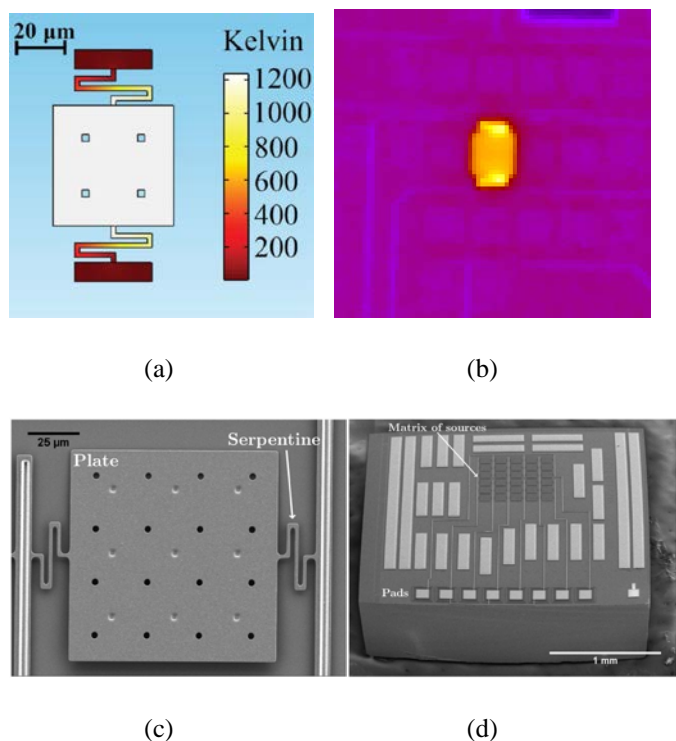 20 μm
Kelvin
1200
1000
800
600
400
200
(a)
(b)
25 μm
Serpentine
Plate
Matrix of sources
Pads
1 mm
(c)
(d)